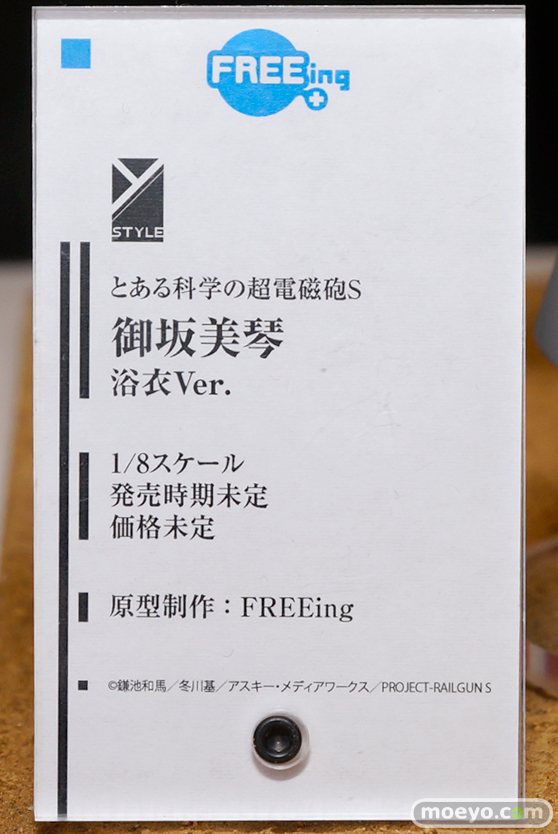 FREEing
Y STYLE
とある科学の超電磁砲S
御坂美琴
浴衣Ver.
1/8スケール
発売時期未定
価格未定
原型制作：FREEing
©鎌池和馬／冬川基／アスキー・メディアワークス／PROJECT-RAILGUN S
moeyo.com